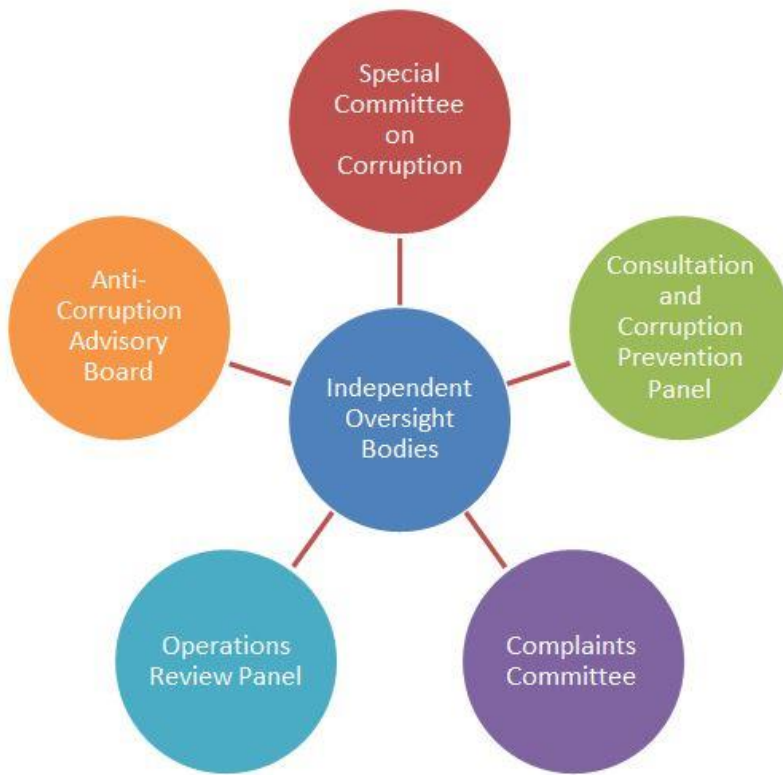 Special
Committee
on
Corruption
Consultation
and
Corruption
Prevention
Panel
Complaints
Committee
Operations
Review Panel
Anti-
Corruption
Advisory
Board
Independent
Oversight
Bodies